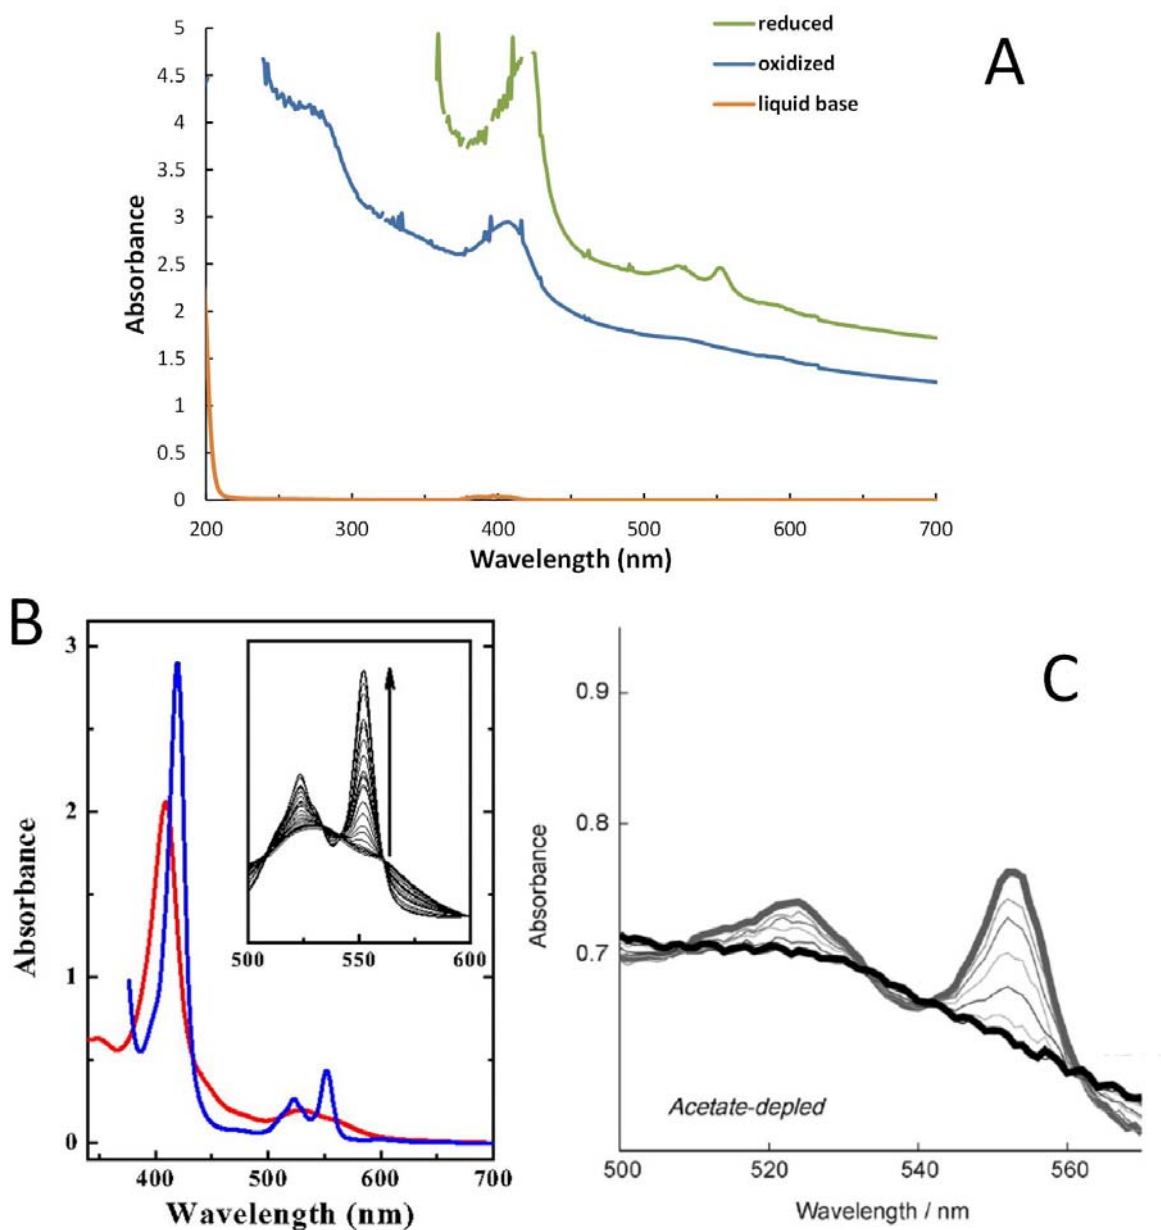 A
reduced
oxidized
liquid base
5
4.5
4
3.5
3
2.5
2
1.5
1
0.5
0
Absorbance
200 300 400 500 600 700
Wavelength (nm)
B
3
2
1
0
Absorbance
500 550 600
400 500 600 700
Wavelength (nm)
C
0.9
0.8
0.7
Absorbance
Acetate-depled
500 520 540 560
Wavelength / nm